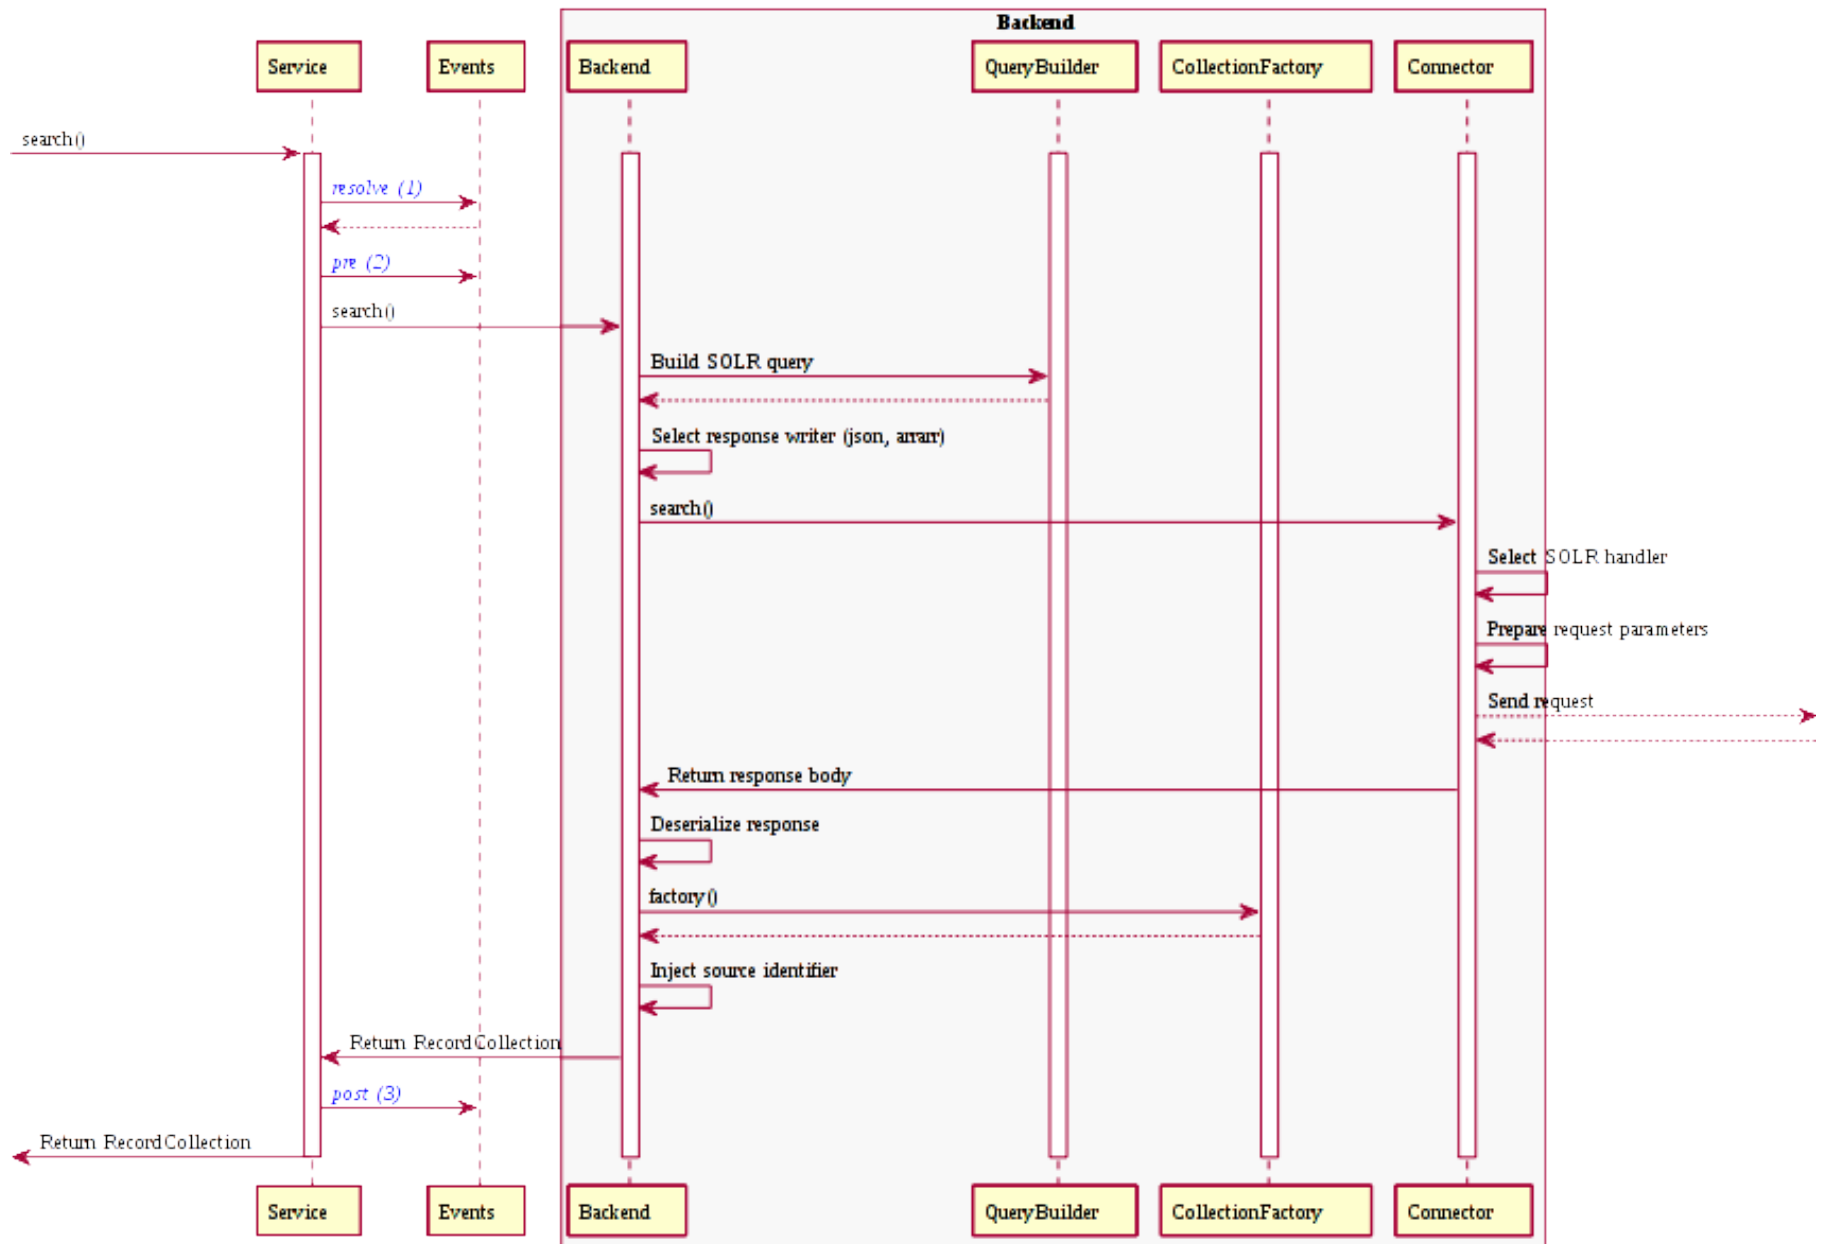 Backend
Service Events Backend QueryBuilder CollectionFactory Connector
search()
resolve (1)
pre (2)
search()
Build SOLR query
Select response writer (json, arrarr)
search()
Select SOLR handler
Prepare request parameters
Send request
Return response body
Deserialize response
factory()
Inject source identifier
Return RecordCollection
post (3)
Return RecordCollection
Service Events Backend QueryBuilder CollectionFactory Connector